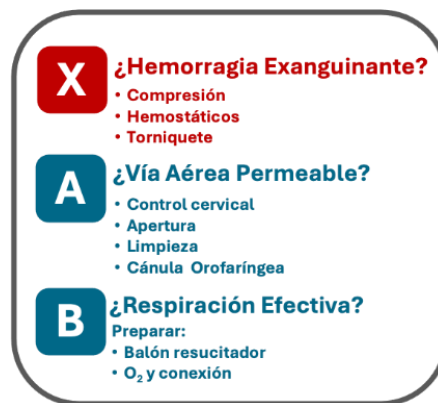 X ¿Hemorragia Exanguinante?
• Compresión
• Hemostáticos
• Torniquete
A ¿Vía Aérea Permeable?
• Control cervical
• Apertura
• Limpieza
• Cánula Orofaríngea
B ¿Respiración Efectiva?
Preparar:
• Balón resucitador
• O₂ y conexión